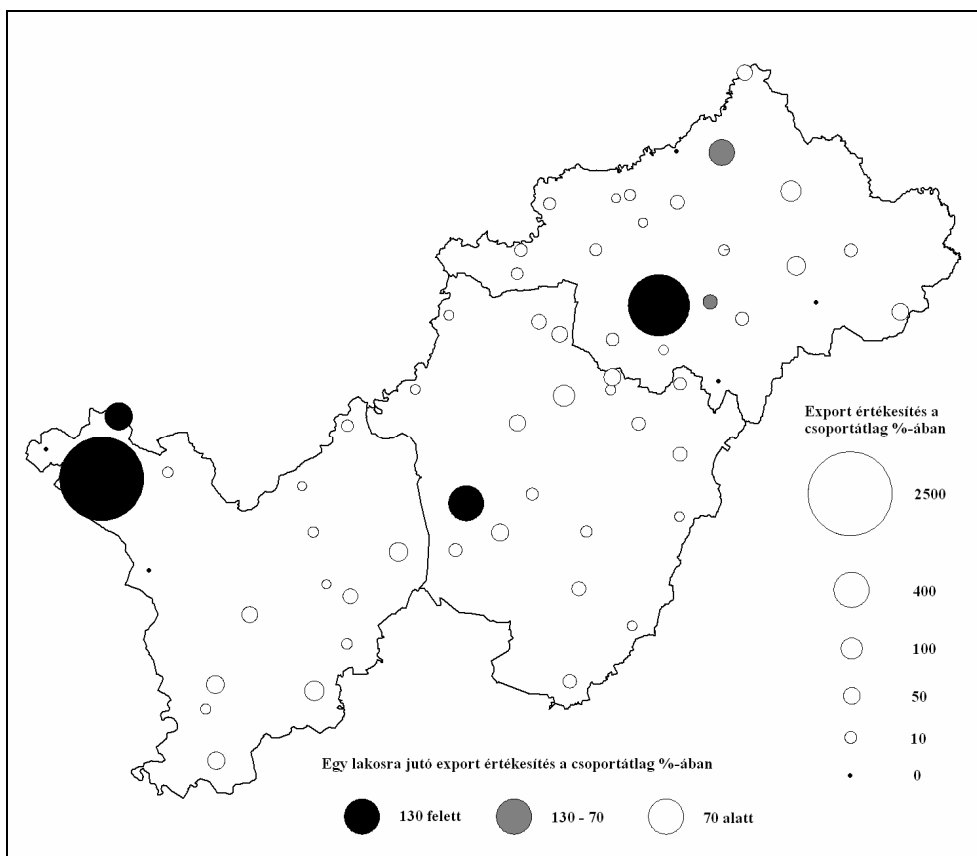 Export értékesítés a
csoportátlag %-ában
2500
400
100
50
10
0
Egy lakosra jutó export értékesítés a csoportátlag %-ában
130 felett
130 - 70
70 alatt